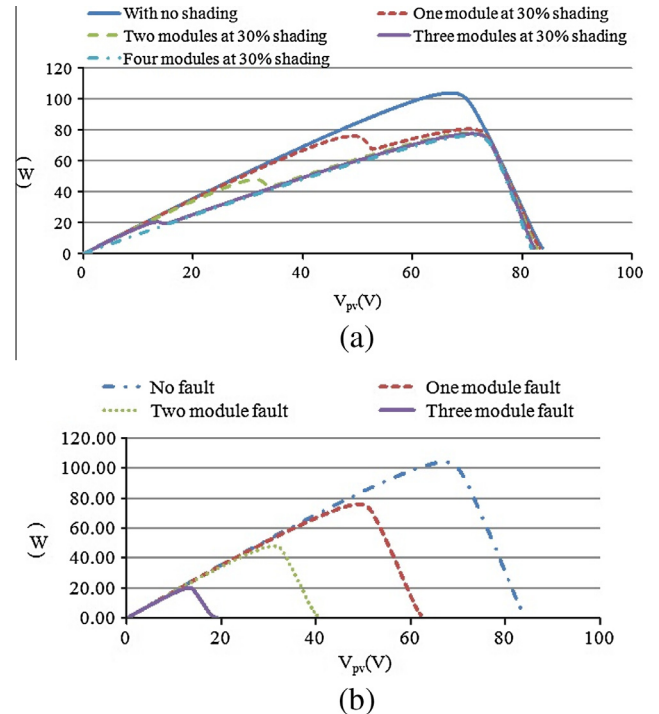 (a)
With no shading
One module at 30% shading
Two modules at 30% shading
Three modules at 30% shading
Four modules at 30% shading
120
100
80
60
40
20
0
(W)
0 20 40 60 80 100
Vpv(V)
(a)
No fault
One module fault
Two module fault
Three module fault
120.00
100.00
80.00
60.00
40.00
20.00
0.00
(W)
0 20 40 60 80 100
Vpv(V)
(b)